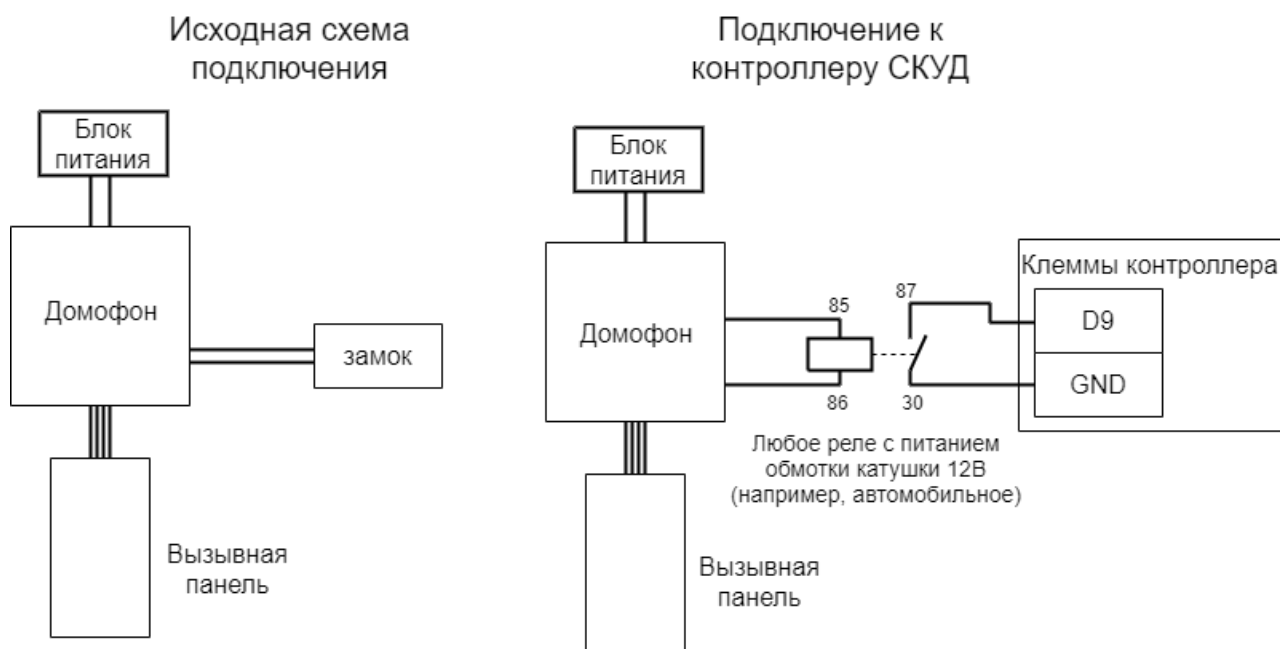 Исходная схема
подключения
Блок
питания
Домофон
замок
Вызывная
панель
Подключение к
контроллеру СКУД
Блок
питания
Домофон
85
86
87
30
Клеммы контроллера
D9
GND
Любое реле с питанием
обмотки катушки 12В
(например, автомобильное)
Вызывная
панель